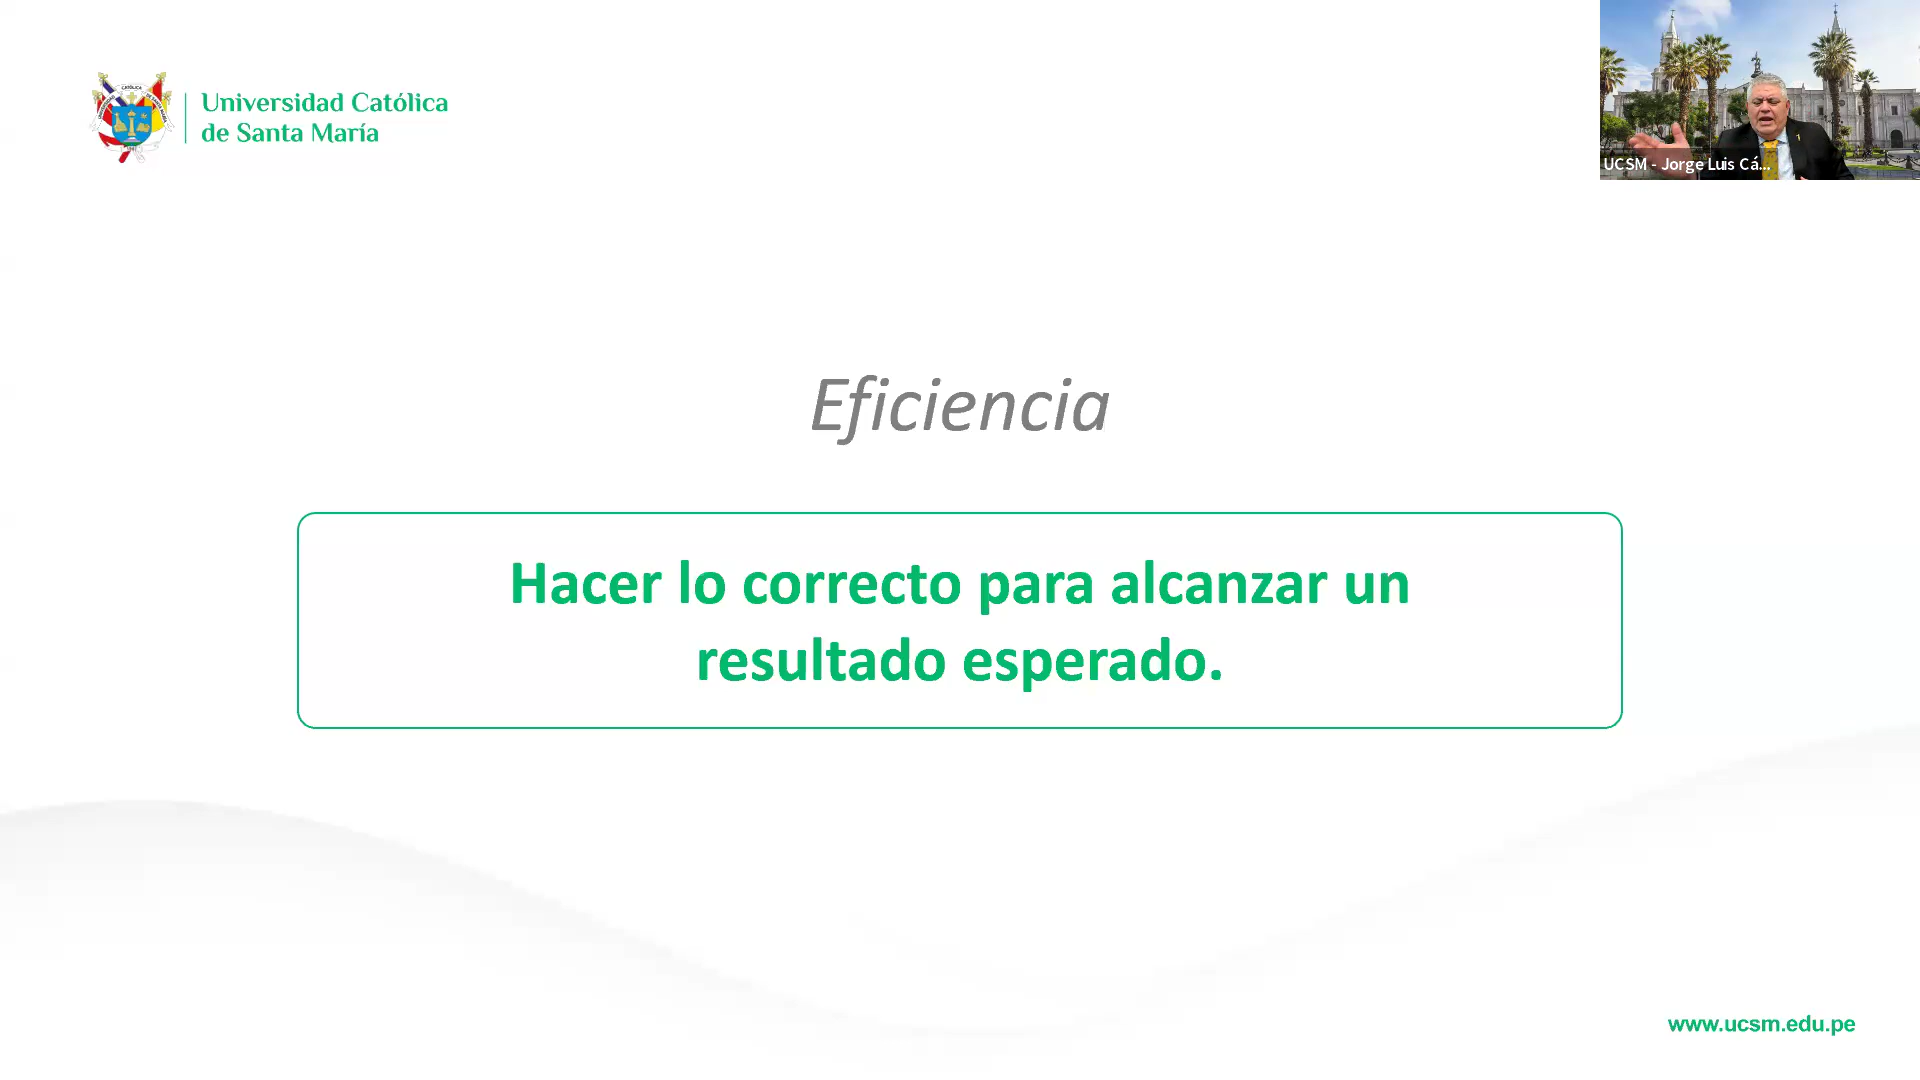 Universidad Católica
de Santa María
UCSM - Jorge Luis Cá...
Eficiencia
Hacer lo correcto para alcanzar un
resultado esperado.
www.ucsm.edu.pe